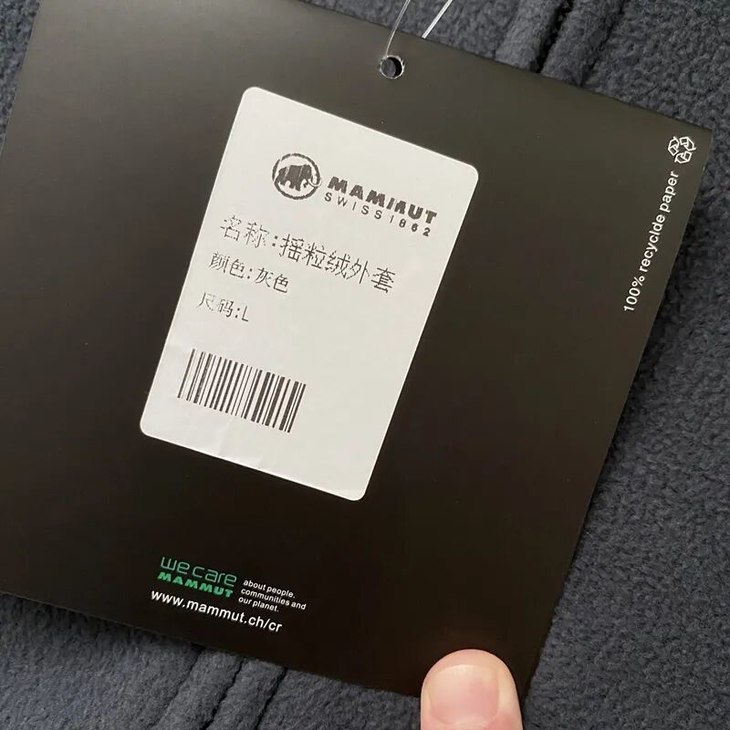 MAMMUT
SWISS 1862
名称:摇粒绒外套
颜色:灰色
尺码:L
100% recyclde paper
we care
MAMMUT
about people,
communities and
our planet.
www.mammut.ch/cr